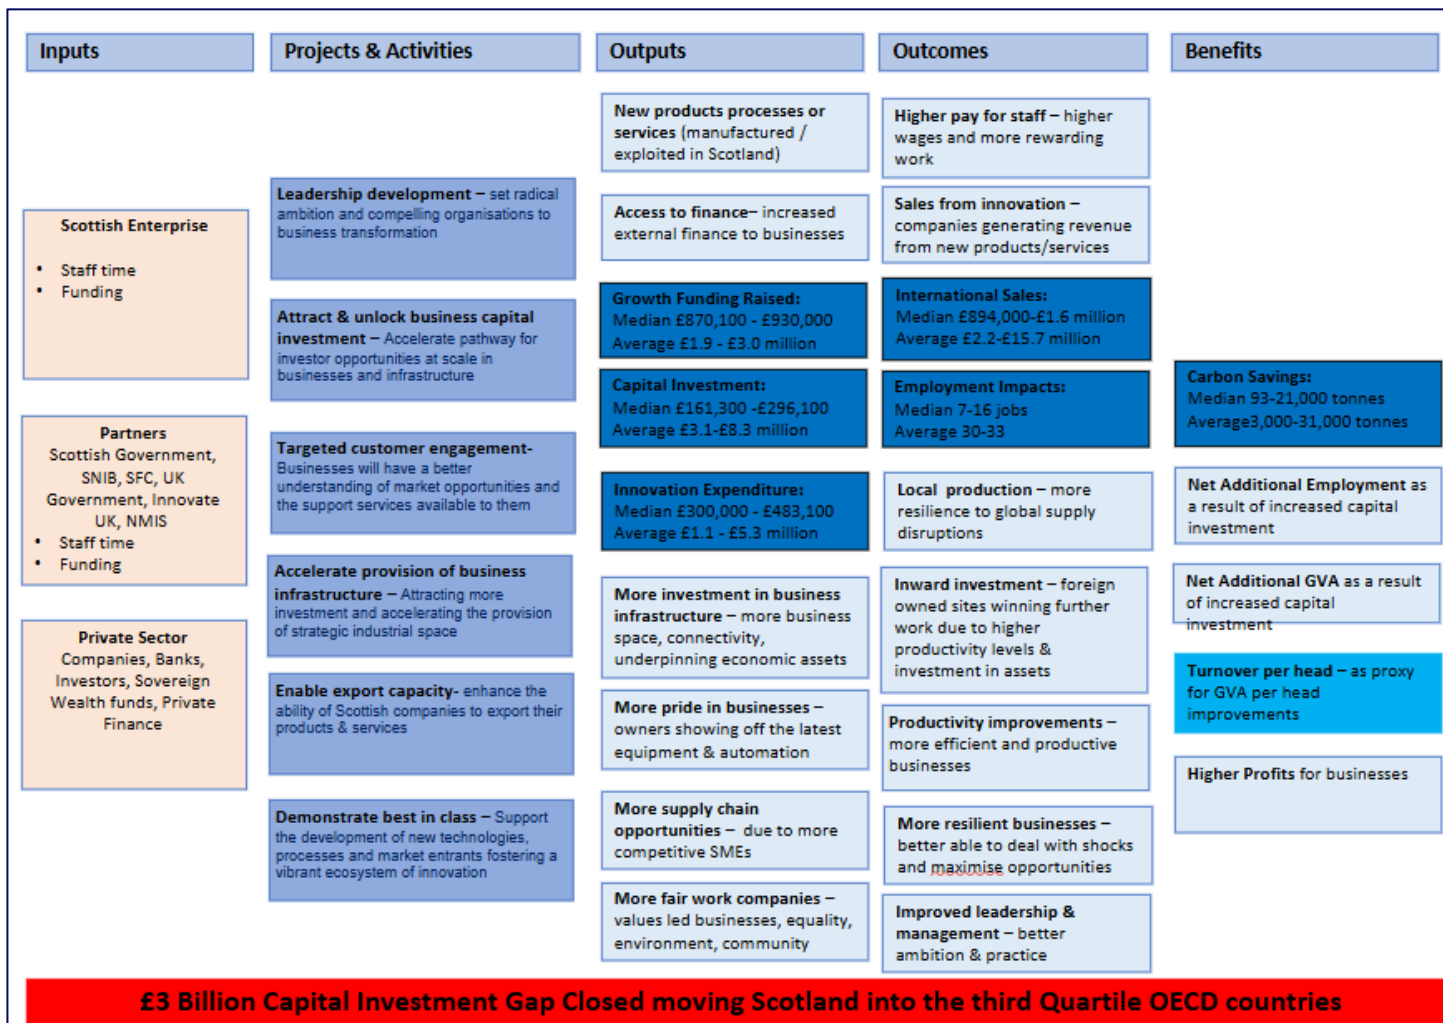 Inputs
Projects & Activities
Outputs
Outcomes
Benefits
Scottish Enterprise
• Staff time
• Funding
Partners
Scottish Government,
SNIB, SFC, UK
Government, Innovate
UK, NMIS
• Staff time
• Funding
Private Sector
Companies, Banks,
Investors, Sovereign
Wealth funds, Private
Finance
Leadership development – set radical
ambition and compelling organisations to
business transformation
Attract & unlock business capital
investment – Accelerate pathway for
investor opportunities at scale in
businesses and infrastructure
Targeted customer engagement-
Businesses will have a better
understanding of market opportunities and
the support services available to them
Accelerate provision of business
infrastructure – Attracting more
investment and accelerating the provision
of strategic industrial space
Enable export capacity- enhance the
ability of Scottish companies to export their
products & services
Demonstrate best in class – Support
the development of new technologies,
processes and market entrants fostering a
vibrant ecosystem of innovation
New products processes or
services (manufactured /
exploited in Scotland)
Access to finance– increased
external finance to businesses
Growth Funding Raised:
Median £870,100 - £930,000
Average £1.9 - £3.0 million
Capital Investment:
Median £161,300 -£296,100
Average £3.1-£8.3 million
Innovation Expenditure:
Median £300,000 - £483,100
Average £1.1 - £5.3 million
More investment in business
infrastructure – more business
space, connectivity,
underpinning economic assets
More pride in businesses –
owners showing off the latest
equipment & automation
More supply chain
opportunities – due to more
competitive SMEs
More fair work companies –
values led businesses, equality,
environment, community
Higher pay for staff – higher
wages and more rewarding
work
Sales from innovation –
companies generating revenue
from new products/services
International Sales:
Median £894,000-£1.6 million
Average £2.2-£15.7 million
Employment Impacts:
Median 7-16 jobs
Average 30-33
Local production – more
resilience to global supply
disruptions
Inward investment – foreign
owned sites winning further
work due to higher
productivity levels &
investment in assets
Productivity improvements –
more efficient and productive
businesses
More resilient businesses –
better able to deal with shocks
and maximise opportunities
Improved leadership &
management – better
ambition & practice
Carbon Savings:
Median 93-21,000 tonnes
Average3,000-31,000 tonnes
Net Additional Employment as
a result of increased capital
investment
Net Additional GVA as a result
of increased capital
investment
Turnover per head – as proxy
for GVA per head
improvements
Higher Profits for businesses
£3 Billion Capital Investment Gap Closed moving Scotland into the third Quartile OECD countries